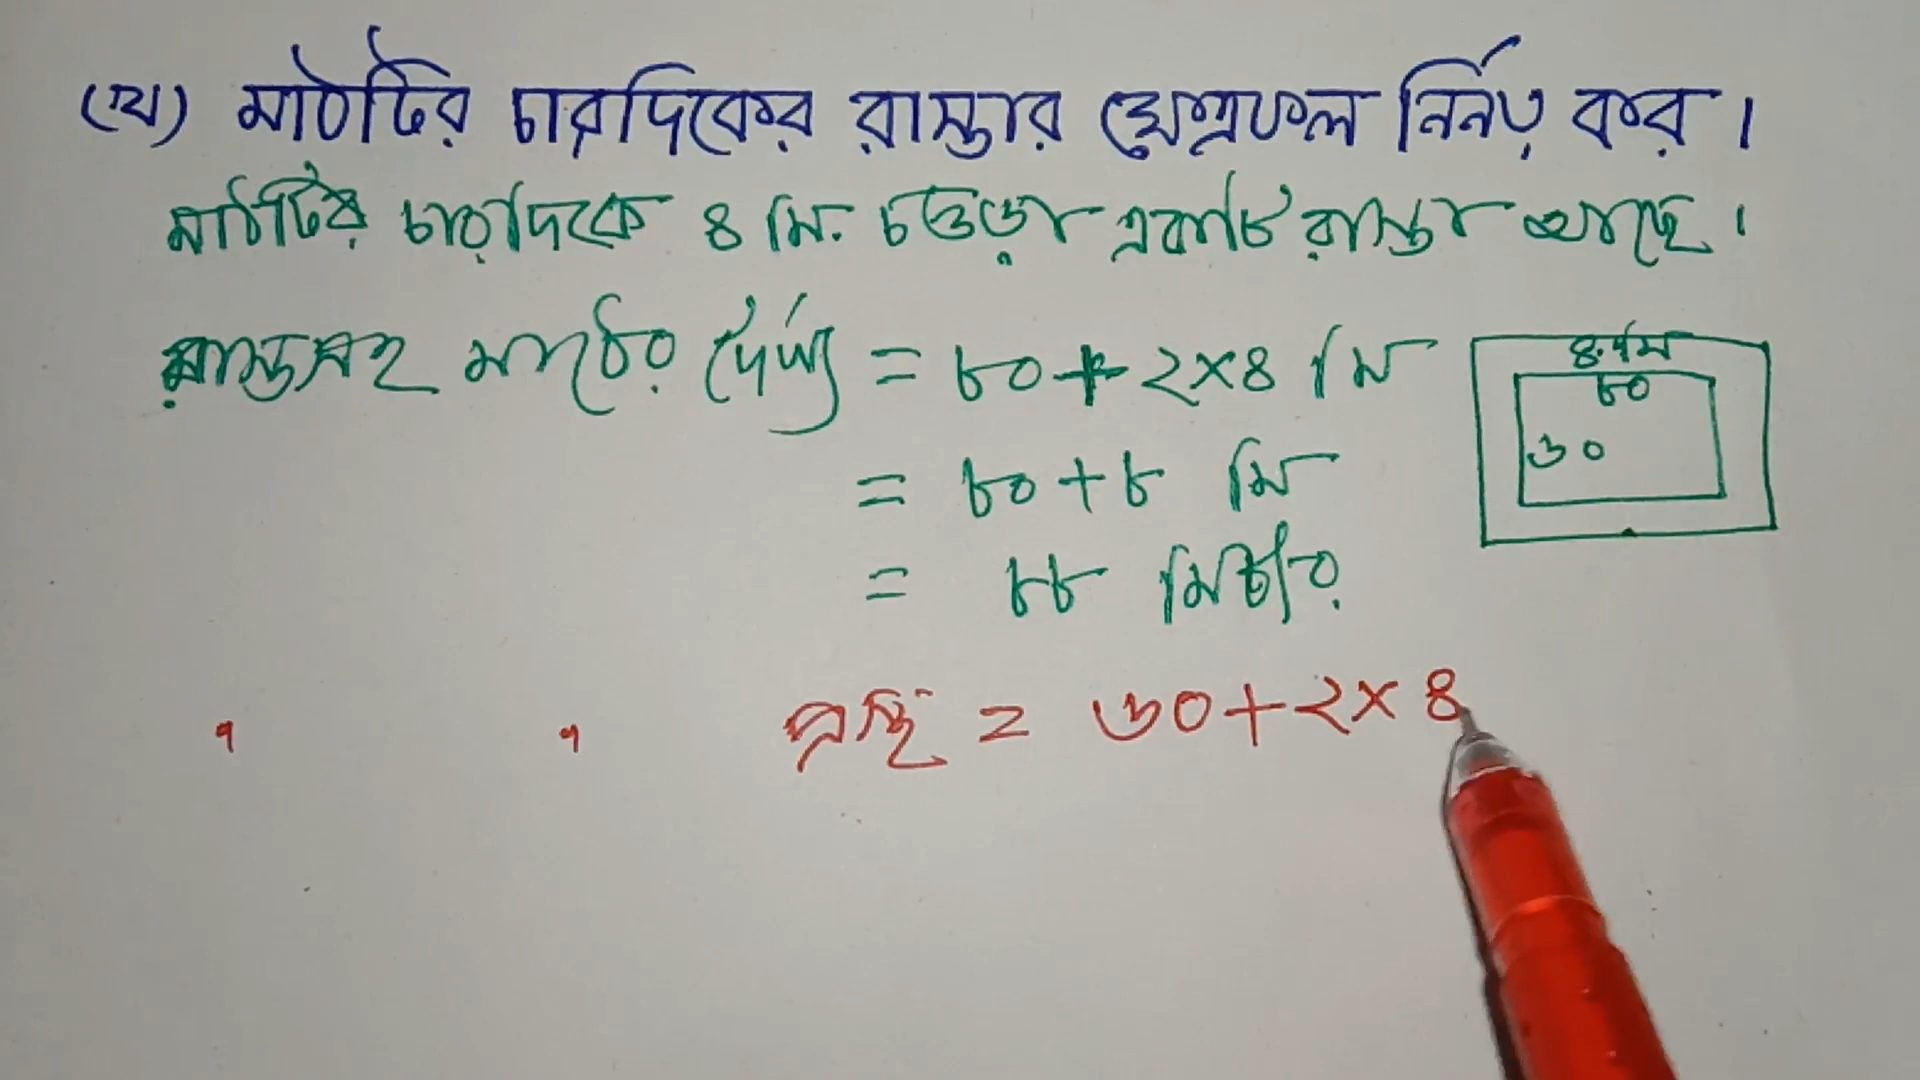 (খ) মাঠটির চারদিকের রাস্তার ক্ষেত্রফল নির্নয় কর।
মাঠটির চারদিকে ৪ মি. চওড়া একটি রাস্তা আছে।
রাস্তাসহ মাঠের দৈর্ঘ্য = ৮০ + ২×৪ মি
= ৮০+৮ মি
= ৮৮ মিটার
৪ মি
৮০
৬০
" " প্রস্থ = ৬০+২×৪